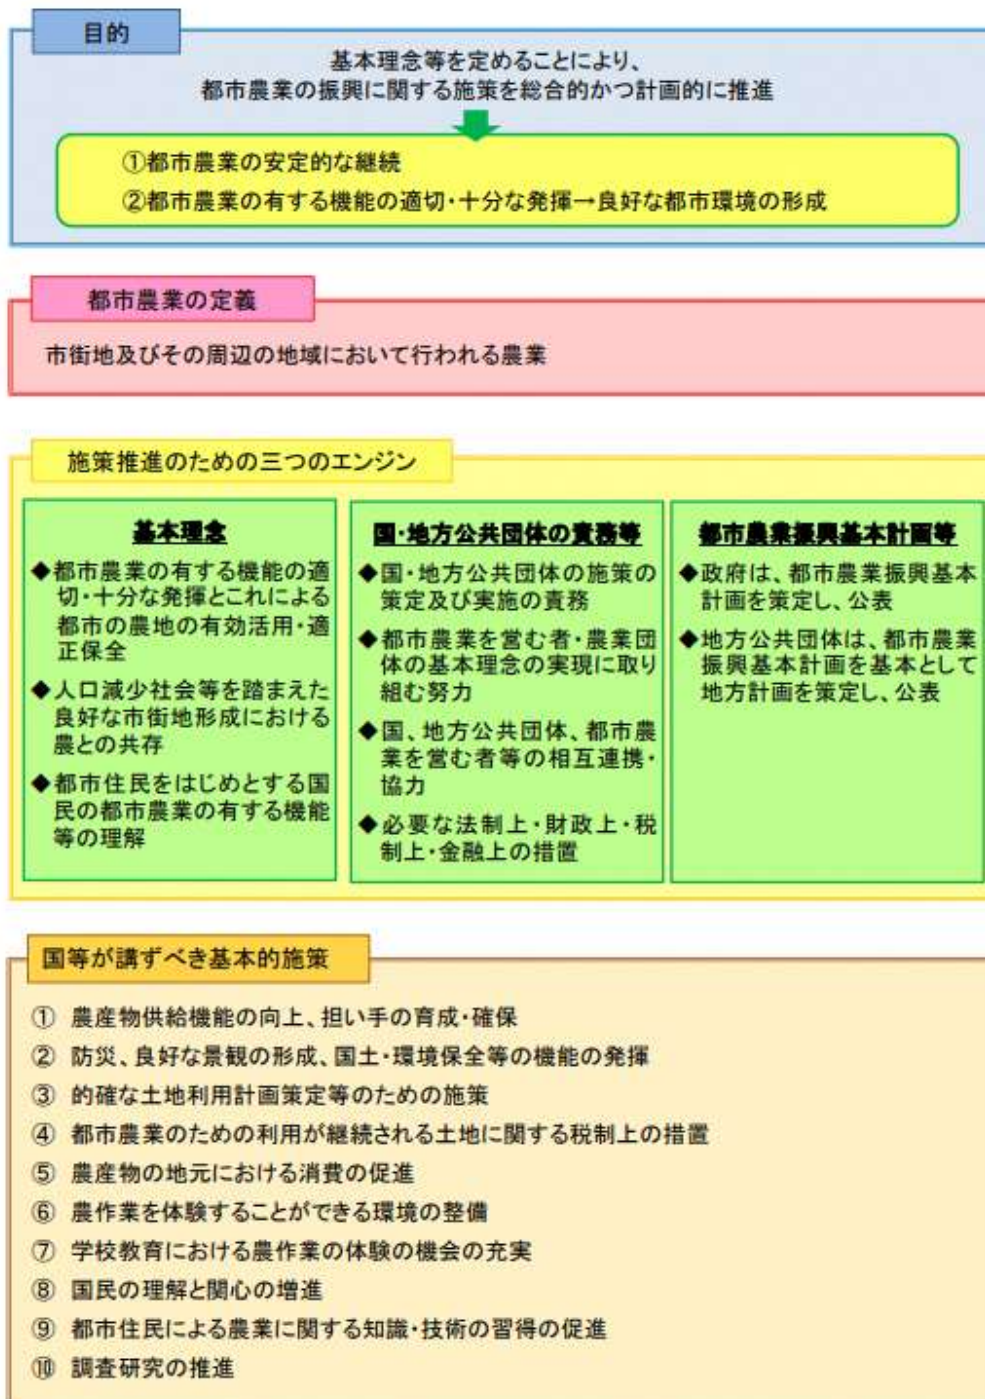 目的
基本理念等を定めることにより、
都市農業の振興に関する施策を総合的かつ計画的に推進
①都市農業の安定的な継続
②都市農業の有する機能の適切・十分な発揮→良好な都市環境の形成
都市農業の定義
市街地及びその周辺の地域において行われる農業
施策推進のための三つのエンジン
基本理念
◆都市農業の有する機能の適
切・十分な発揮とこれによる
都市の農地の有効活用・適
正保全
◆人口減少社会等を踏まえた
良好な市街地形成における
農との共存
◆都市住民をはじめとする国
民の都市農業の有する機能
等の理解
国・地方公共団体の責務等
◆国・地方公共団体の施策の
策定及び実施の責務
◆都市農業を営む者・農業団
体の基本理念の実現に取り
組む努力
◆国、地方公共団体、都市農
業を営む者等の相互連携・
協力
◆必要な法制上・財政上・税
制上・金融上の措置
都市農業振興基本計画等
◆政府は、都市農業振興基本
計画を策定し、公表
◆地方公共団体は、都市農業
振興基本計画を基本として
地方計画を策定し、公表
国等が講ずべき基本的施策
① 農産物供給機能の向上、担い手の育成・確保
② 防災、良好な景観の形成、国土・環境保全等の機能の発揮
③ 的確な土地利用計画策定等のための施策
④ 都市農業のための利用が継続される土地に関する税制上の措置
⑤ 農産物の地元における消費の促進
⑥ 農作業を体験することができる環境の整備
⑦ 学校教育における農作業の体験の機会の充実
⑧ 国民の理解と関心の増進
⑨ 都市住民による農業に関する知識・技術の習得の促進
⑩ 調査研究の推進